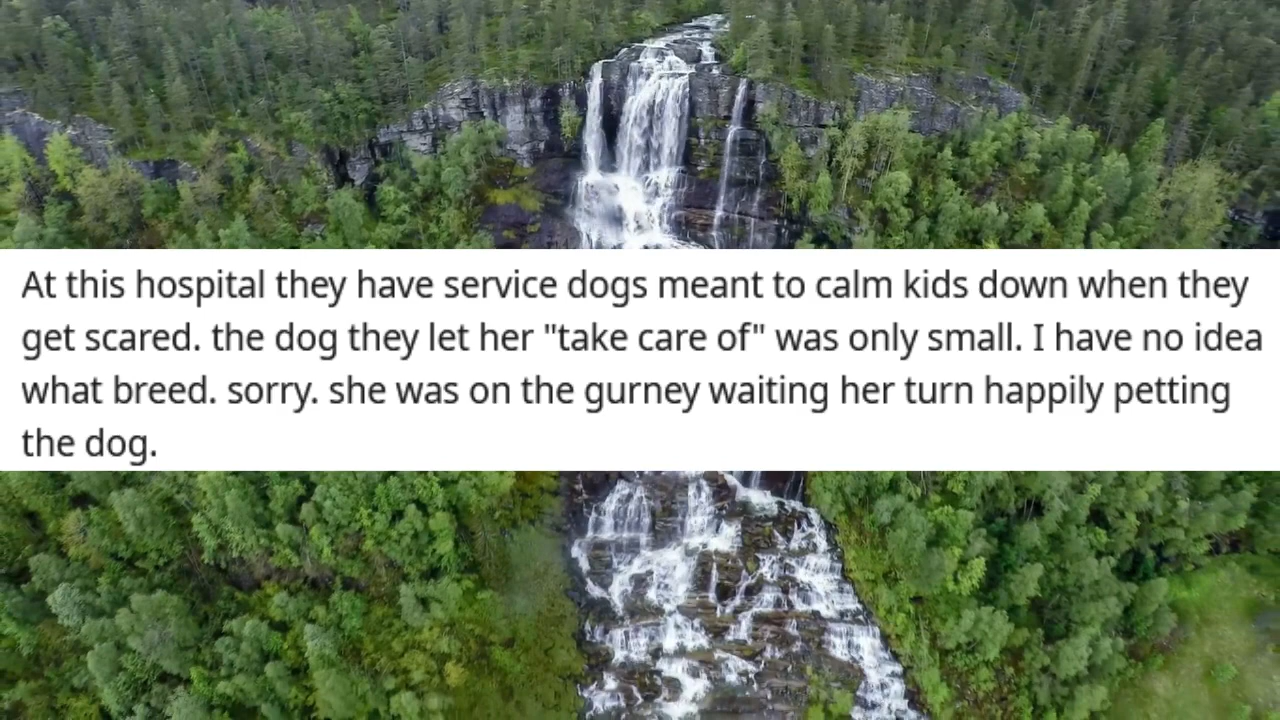 At this hospital they have service dogs meant to calm kids down when they
get scared. the dog they let her "take care of" was only small. I have no idea
what breed. sorry. she was on the gurney waiting her turn happily petting
the dog.